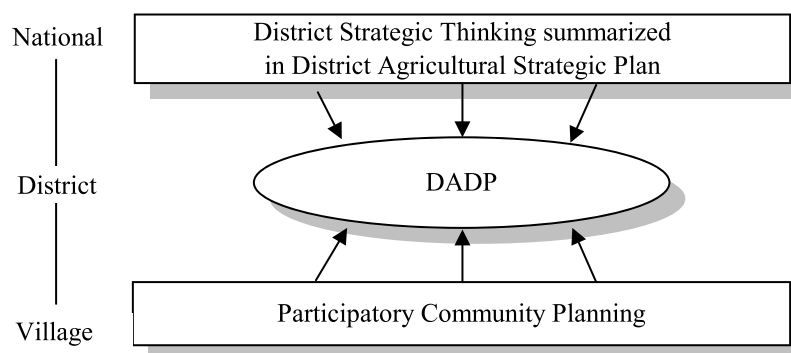 National
District Strategic Thinking summarized
in District Agricultural Strategic Plan
District
DADP
Village
Participatory Community Planning